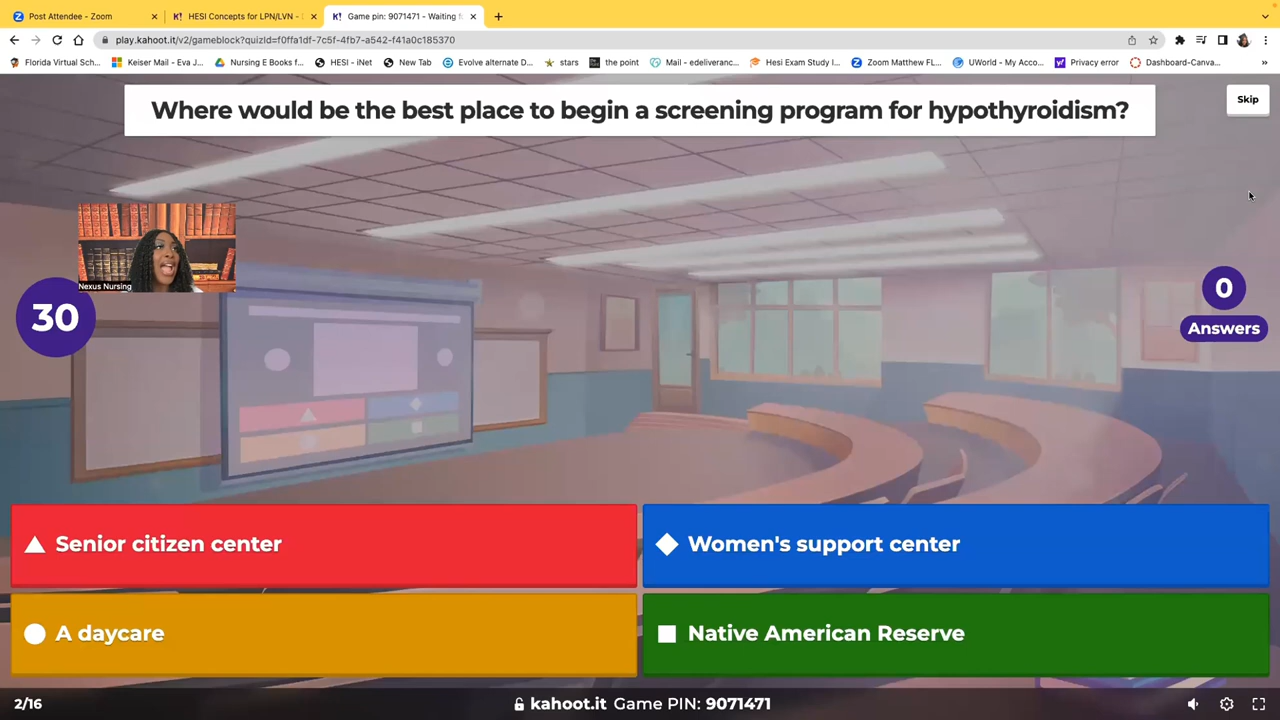 Post Attendee - Zoom
HESI Concepts for LPN/LVN -
Game pin: 9071471 - Waiting
play.kahoot.it/v2/gameblock?quizId=f0ffa1df-7c5f-4fb7-a542-f41a0c185370
Florida Virtual Sch...
Keiser Mail - Eva J...
Nursing E Books f...
HESI - iNet
New Tab
Evolve alternate D...
stars
the point
Mail - edeliveranc...
Hesi Exam Study I...
Zoom Matthew FL...
UWorld - My Acco...
Privacy error
Dashboard-Canva...
Where would be the best place to begin a screening program for hypothyroidism?
Skip
Nexus Nursing
30
0
Answers
Senior citizen center
Women's support center
A daycare
Native American Reserve
2/16
kahoot.it Game PIN: 9071471